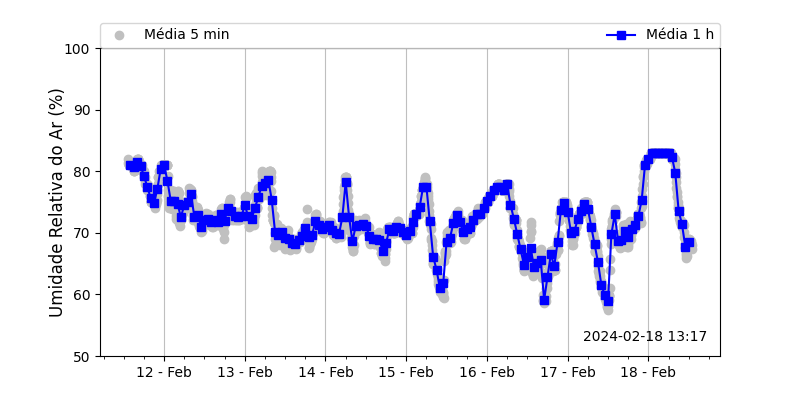 Média 5 min
Média 1 h
Umidade Relativa do Ar (%)
100
90
80
70
60
50
2024-02-18 13:17
12 - Feb
13 - Feb
14 - Feb
15 - Feb
16 - Feb
17 - Feb
18 - Feb